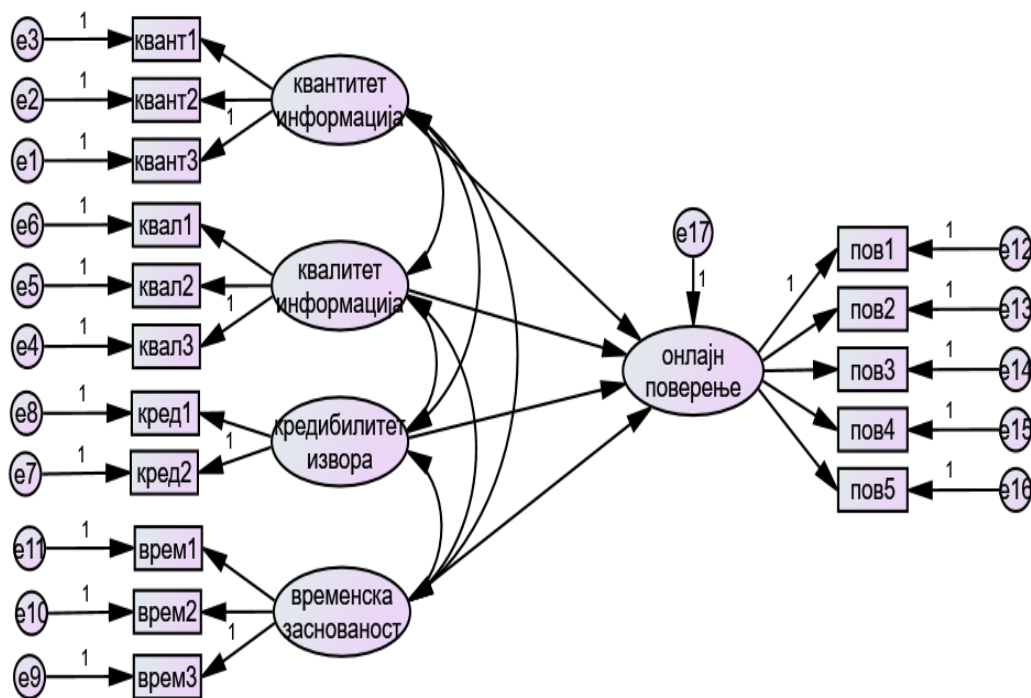 e3
1
квант1
e2
1
квант2
e1
1
квант3
1
квантитет
информација
e6
1
квал1
e5
1
квал2
e4
1
квал3
1
квалитет
информација
e8
1
кред1
e7
1
кред2
1
кредибилитет
извора
e11
1
врем1
e10
1
врем2
e9
1
врем3
1
временска
заснованост
e17
1
онлајн
поверење
1
пов1
1
e12
пов2
1
e13
пов3
1
e14
пов4
1
e15
пов5
1
e16